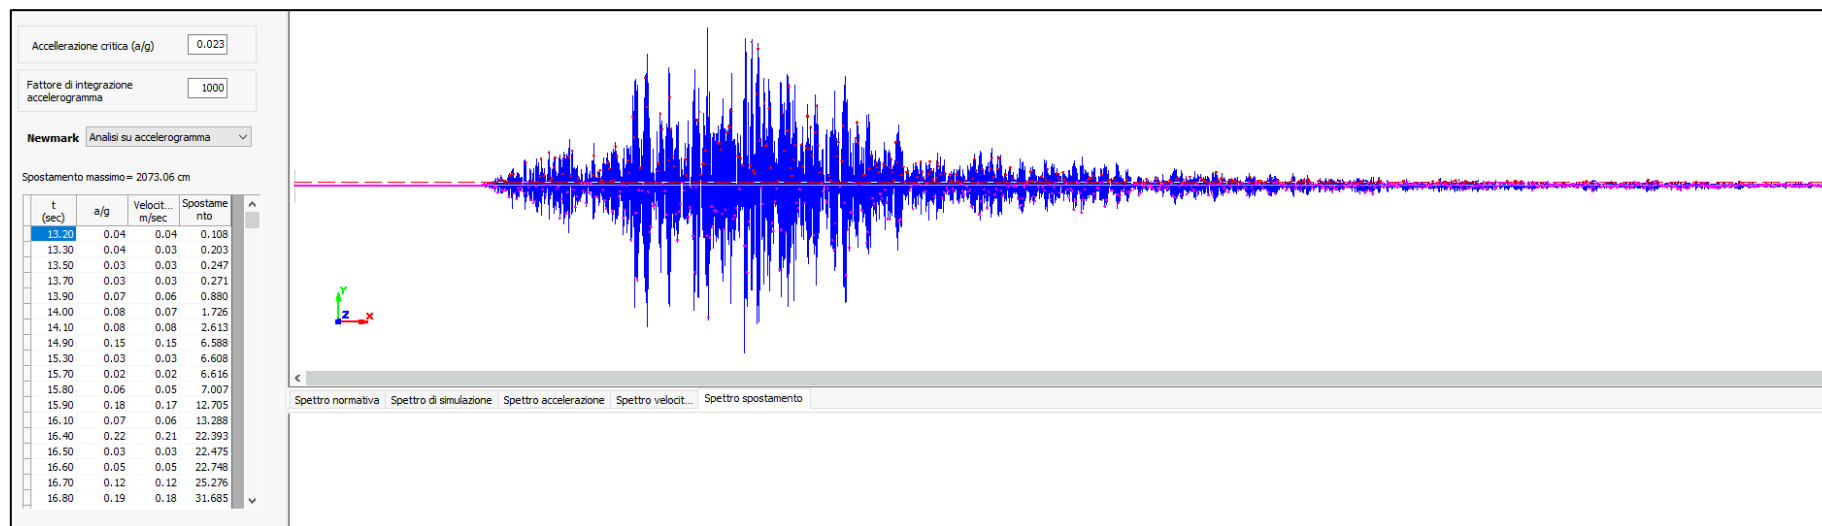 Accellerazione critica (a/g) 0.023
Fattore di integrazione
accelerogramma 1000
Newmark Analisi su accelerogramma
Spostamento massimo= 2073.06 cm
t
(sec) a/g Velocit...
m/sec Spostame
nto
13.20 0.04 0.04 0.108
13.30 0.04 0.03 0.203
13.50 0.03 0.03 0.247
13.70 0.03 0.03 0.271
13.90 0.07 0.06 0.880
14.00 0.08 0.07 1.726
14.10 0.08 0.08 2.613
14.90 0.15 0.15 6.588
15.30 0.03 0.03 6.608
15.70 0.02 0.02 6.616
15.80 0.06 0.05 7.007
15.90 0.18 0.17 12.705
16.10 0.07 0.06 13.288
16.40 0.22 0.21 22.393
16.50 0.03 0.03 22.475
16.60 0.05 0.05 22.748
16.70 0.12 0.12 25.276
16.80 0.19 0.18 31.685
Y
Z X
Spettro normativa Spettro di simulazione Spettro accelerazione Spettro velocit... Spettro spostamento